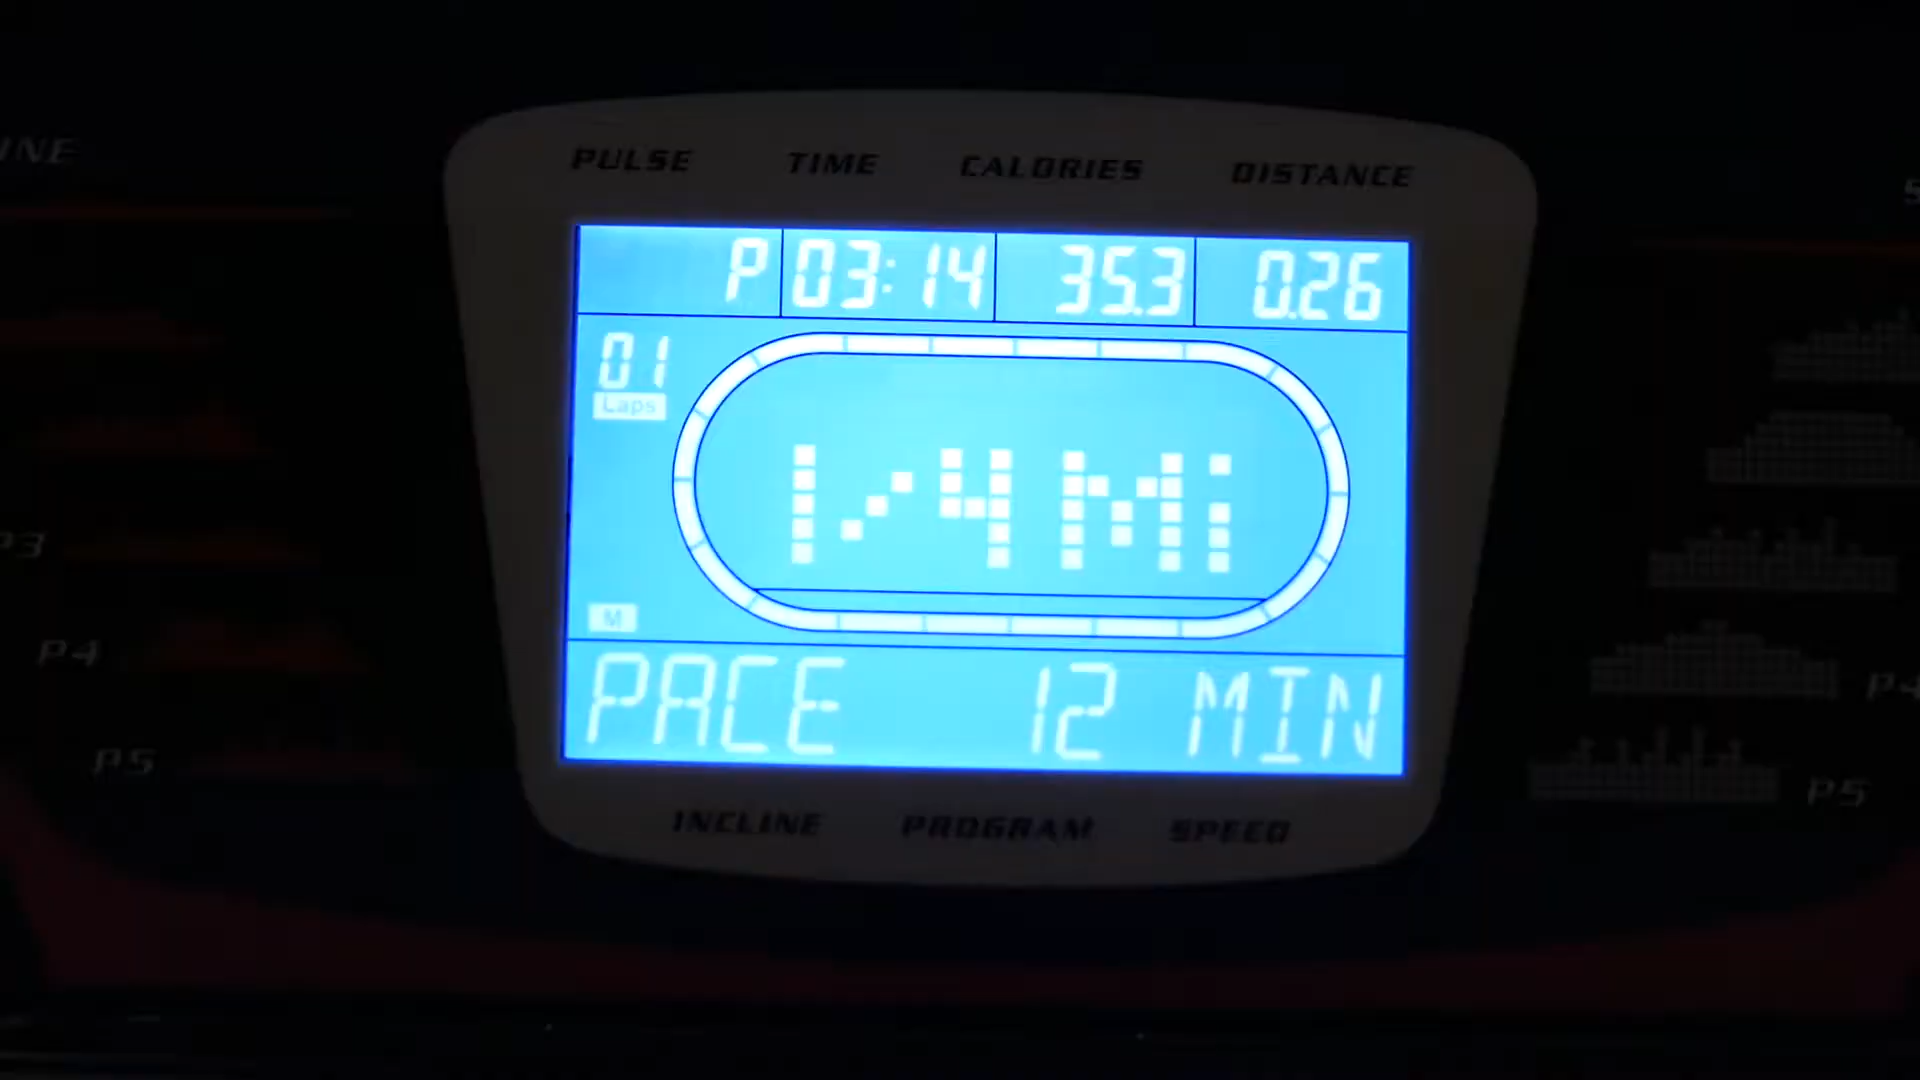 PULSE TIME CALORIES DISTANCE
P 03:14 35.3 0.26
01
Laps
1/4 Mi
M
PACE 12 MIN
INCLINE PROGRAM SPEED
P3
P4
P5
P4
P5